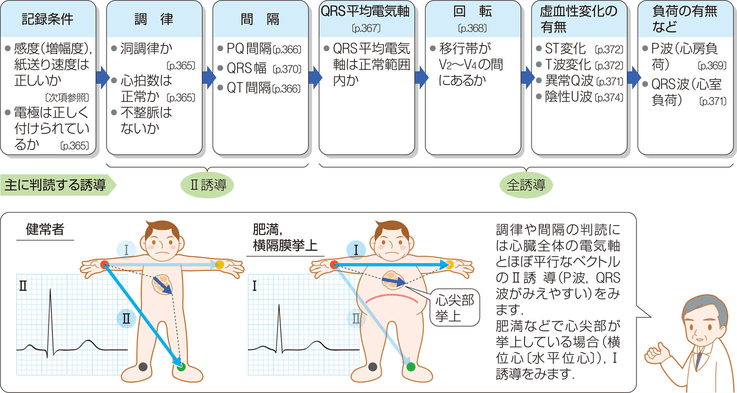 記録条件
・感度(増幅度),
紙送り速度は
正しいか
〔次項参照〕
・電極は正しく
付けられてい
るか 〔p.365〕
調 律
・洞調律か
〔p.365〕
・心拍数は
正常か〔p.365〕
・不整脈は
ないか
間 隔
・PQ間隔〔p.366〕
・QRS幅〔p.370〕
・QT間隔〔p.366〕
QRS平均電気軸
〔p.367〕
・QRS平均電気
軸は正常範囲
内か
回 転
〔p.368〕
・移行帯が
V₂〜V₄の間
にあるか
虚血性変化の
有無
・ST変化〔p.372〕
・T波変化〔p.372〕
・異常Q波〔p.371〕
・陰性U波〔p.374〕
負荷の有無
など
・P波(心房負
荷) 〔p.369〕
・QRS波(心室
負荷)〔p.371〕
主に判読する誘導
Ⅱ誘導
全誘導
健常者
Ⅰ
Ⅱ
Ⅱ
肥満,
横隔膜挙上
Ⅰ
Ⅰ
Ⅱ
心尖部
挙上
調律や間隔の判読に
は心臓全体の電気軸
とほぼ平行なベクトル
のⅡ誘導(P波, QRS
波がみえやすい)をみ
ます.
肥満などで心尖部が
挙上している場合(横
位心〔水平位心〕), Ⅰ
誘導をみます.